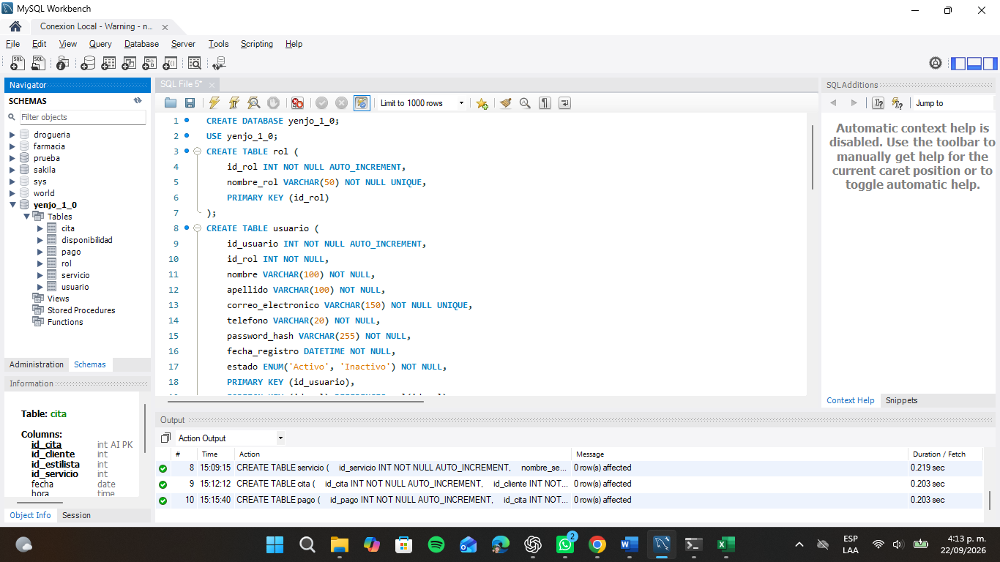 MySQL Workbench
Conexion Local - Warning - n...
File Edit View Query Database Server Tools Scripting Help
Navigator
SCHEMAS
Filter objects
drogueria
farmacia
prueba
sakila
sys
world
yenjo_1_0
Tables
cita
disponibilidad
pago
rol
servicio
usuario
Views
Stored Procedures
Functions
Administration Schemas
Information
Table: cita
Columns:
id_cita int AI PK
id_cliente int
id_estilista int
id_servicio int
fecha date
hora time
Object Info Session
SQL File 5*
Limit to 1000 rows
1 CREATE DATABASE yenjo_1_0;
2 USE yenjo_1_0;
3 CREATE TABLE rol (
4 id_rol INT NOT NULL AUTO_INCREMENT,
5 nombre_rol VARCHAR(50) NOT NULL UNIQUE,
6 PRIMARY KEY (id_rol)
7 );
8 CREATE TABLE usuario (
9 id_usuario INT NOT NULL AUTO_INCREMENT,
10 id_rol INT NOT NULL,
11 nombre VARCHAR(100) NOT NULL,
12 apellido VARCHAR(100) NOT NULL,
13 correo_electronico VARCHAR(150) NOT NULL UNIQUE,
14 telefono VARCHAR(20) NOT NULL,
15 password_hash VARCHAR(255) NOT NULL,
16 fecha_registro DATETIME NOT NULL,
17 estado ENUM('Activo', 'Inactivo') NOT NULL,
18 PRIMARY KEY (id_usuario),
SQLAdditions
Jump to
Automatic context help is
disabled. Use the toolbar to
manually get help for the
current caret position or to
toggle automatic help.
Context Help Snippets
Output
Action Output
# Time Action Message Duration / Fetch
8 15:09:15 CREATE TABLE servicio ( id_servicio INT NOT NULL AUTO_INCREMENT, nombre_se... 0 row(s) affected 0.219 sec
9 15:12:12 CREATE TABLE cita ( id_cita INT NOT NULL AUTO_INCREMENT, id_cliente INT NOT... 0 row(s) affected 0.203 sec
10 15:15:40 CREATE TABLE pago ( id_pago INT NOT NULL AUTO_INCREMENT, id_cita INT NOT... 0 row(s) affected 0.203 sec
2
ESP
LAA
4:13 p. m.
22/09/2026